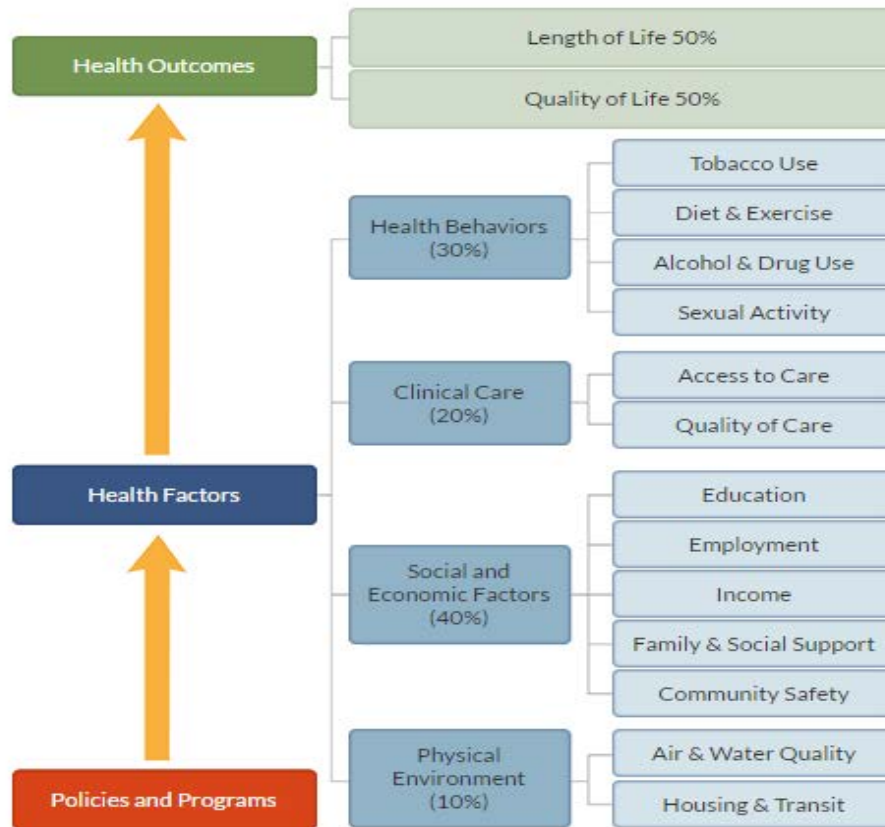 Health Outcomes
Length of Life 50%
Quality of Life 50%
Health Factors
Health Behaviors
(30%)
Tobacco Use
Diet & Exercise
Alcohol & Drug Use
Sexual Activity
Clinical Care
(20%)
Access to Care
Quality of Care
Social and
Economic Factors
(40%)
Education
Employment
Income
Family & Social Support
Community Safety
Physical
Environment
(10%)
Air & Water Quality
Housing & Transit
Policies and Programs